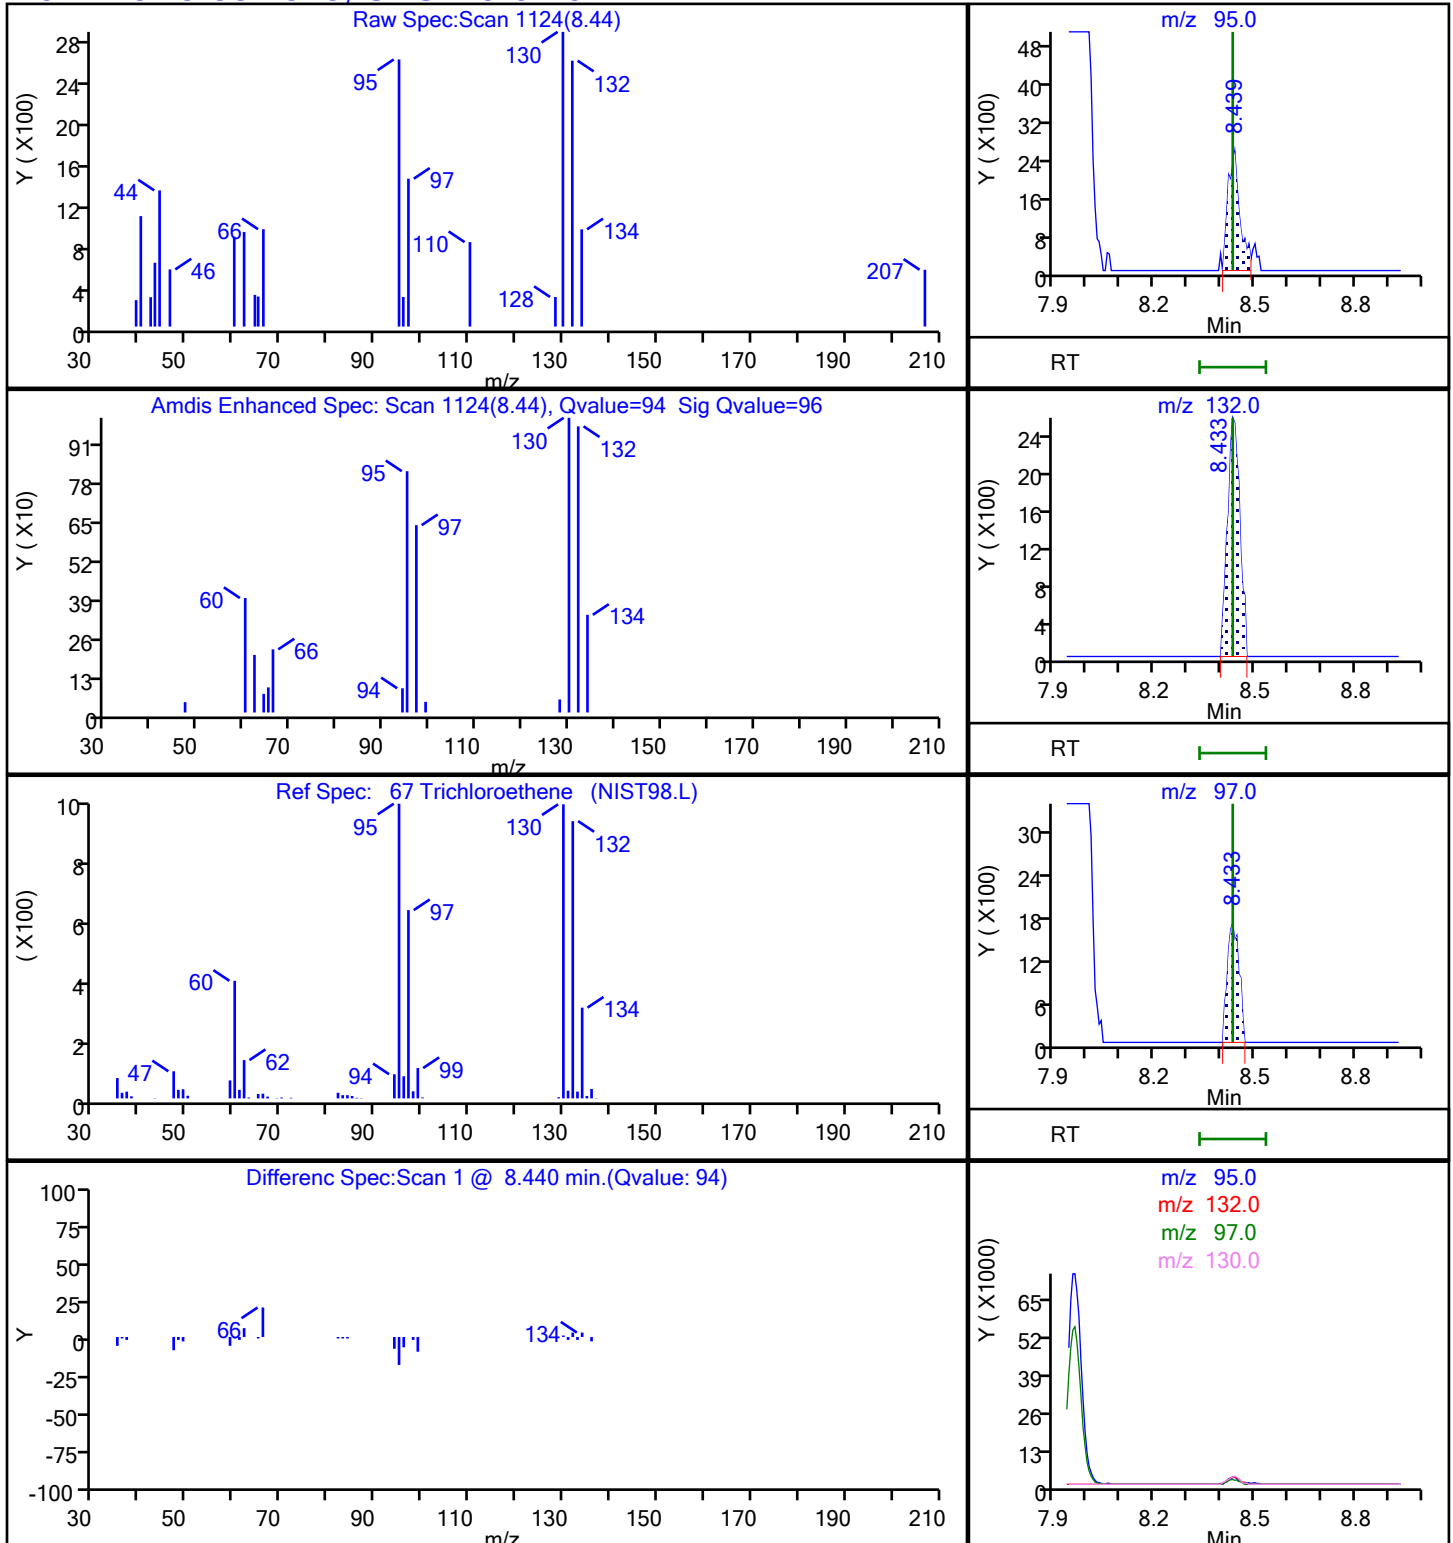 Raw Spec:Scan 1124(8.44)
Y ( X100)
28
24
20
16
12
8
4
0
44
46
66
95
97
110
128
130
132
134
207
30 50 70 90 110 130 150 170 190 210
m/z
m/z 95.0
Y ( X100)
48
40
32
24
16
8
0
8.439
7.9 8.2 8.5 8.8
Min
RT
Amdis Enhanced Spec: Scan 1124(8.44), Qvalue=94 Sig Qvalue=96
Y ( X10)
91
78
65
52
39
26
13
0
60
66
94
95
97
130
132
134
30 50 70 90 110 130 150 170 190 210
m/z
m/z 132.0
Y ( X100)
24
20
16
12
8
4
0
8.433
7.9 8.2 8.5 8.8
Min
RT
Ref Spec: 67 Trichloroethene (NIST98.L)
( X100)
10
8
6
4
2
0
47
60
62
94
95
97
99
130
132
134
30 50 70 90 110 130 150 170 190 210
m/z
m/z 97.0
Y ( X100)
30
24
18
12
6
0
8.433
7.9 8.2 8.5 8.8
Min
RT
Differenc Spec:Scan 1 @ 8.440 min.(Qvalue: 94)
Y
100
75
50
25
0
-25
-50
-75
-100
66
134
30 50 70 90 110 130 150 170 190 210
m/z
m/z 95.0
m/z 132.0
m/z 97.0
m/z 130.0
Y ( X1000)
65
52
39
26
13
0
7.9 8.2 8.5 8.8
Min